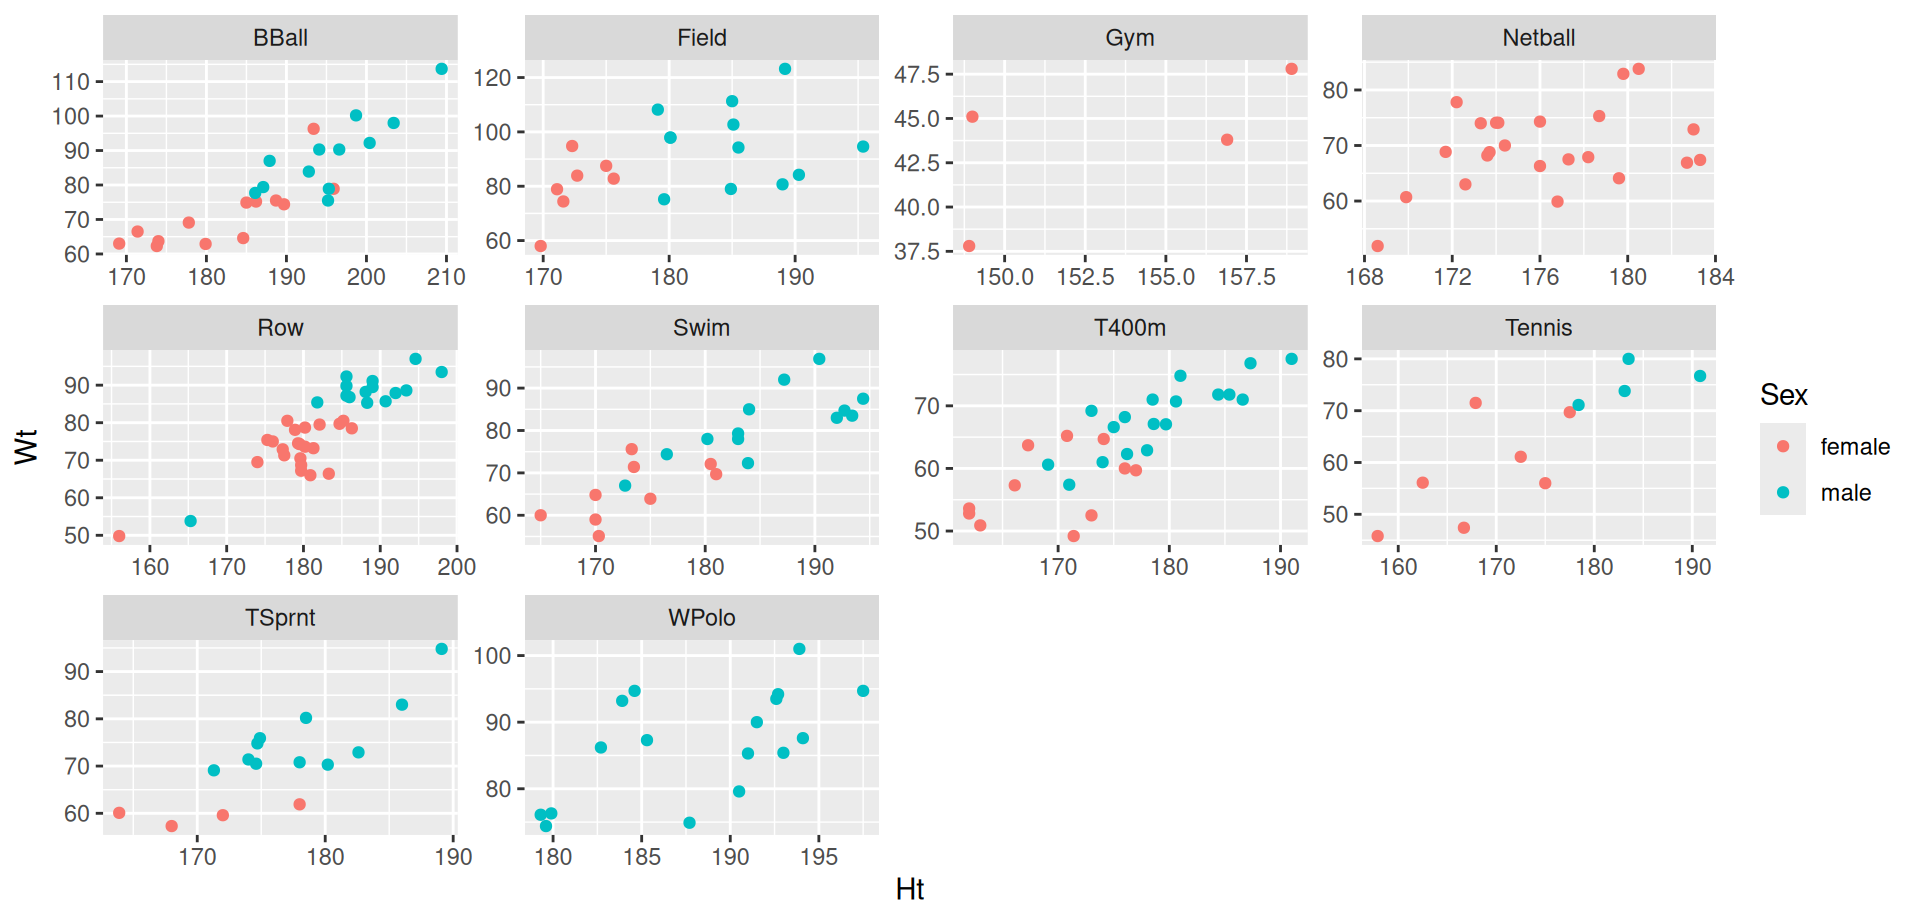 BBall Field Gym Netball
110
100
90
80
70
60
170 180 190 200 210
120
100
80
60
170 180 190
47.5
45.0
42.5
40.0
37.5
150.0 152.5 155.0 157.5
80
70
60
168 172 176 180 184
Row Swim T400m Tennis
90
80
70
60
50
160 170 180 190 200
90
80
70
60
170 180 190
70
60
50
170 180 190
80
70
60
50
160 170 180 190
TSprnt WPolo
90
80
70
60
170 180 190
100
90
80
180 185 190 195
Wt
Ht
Sex
female
male